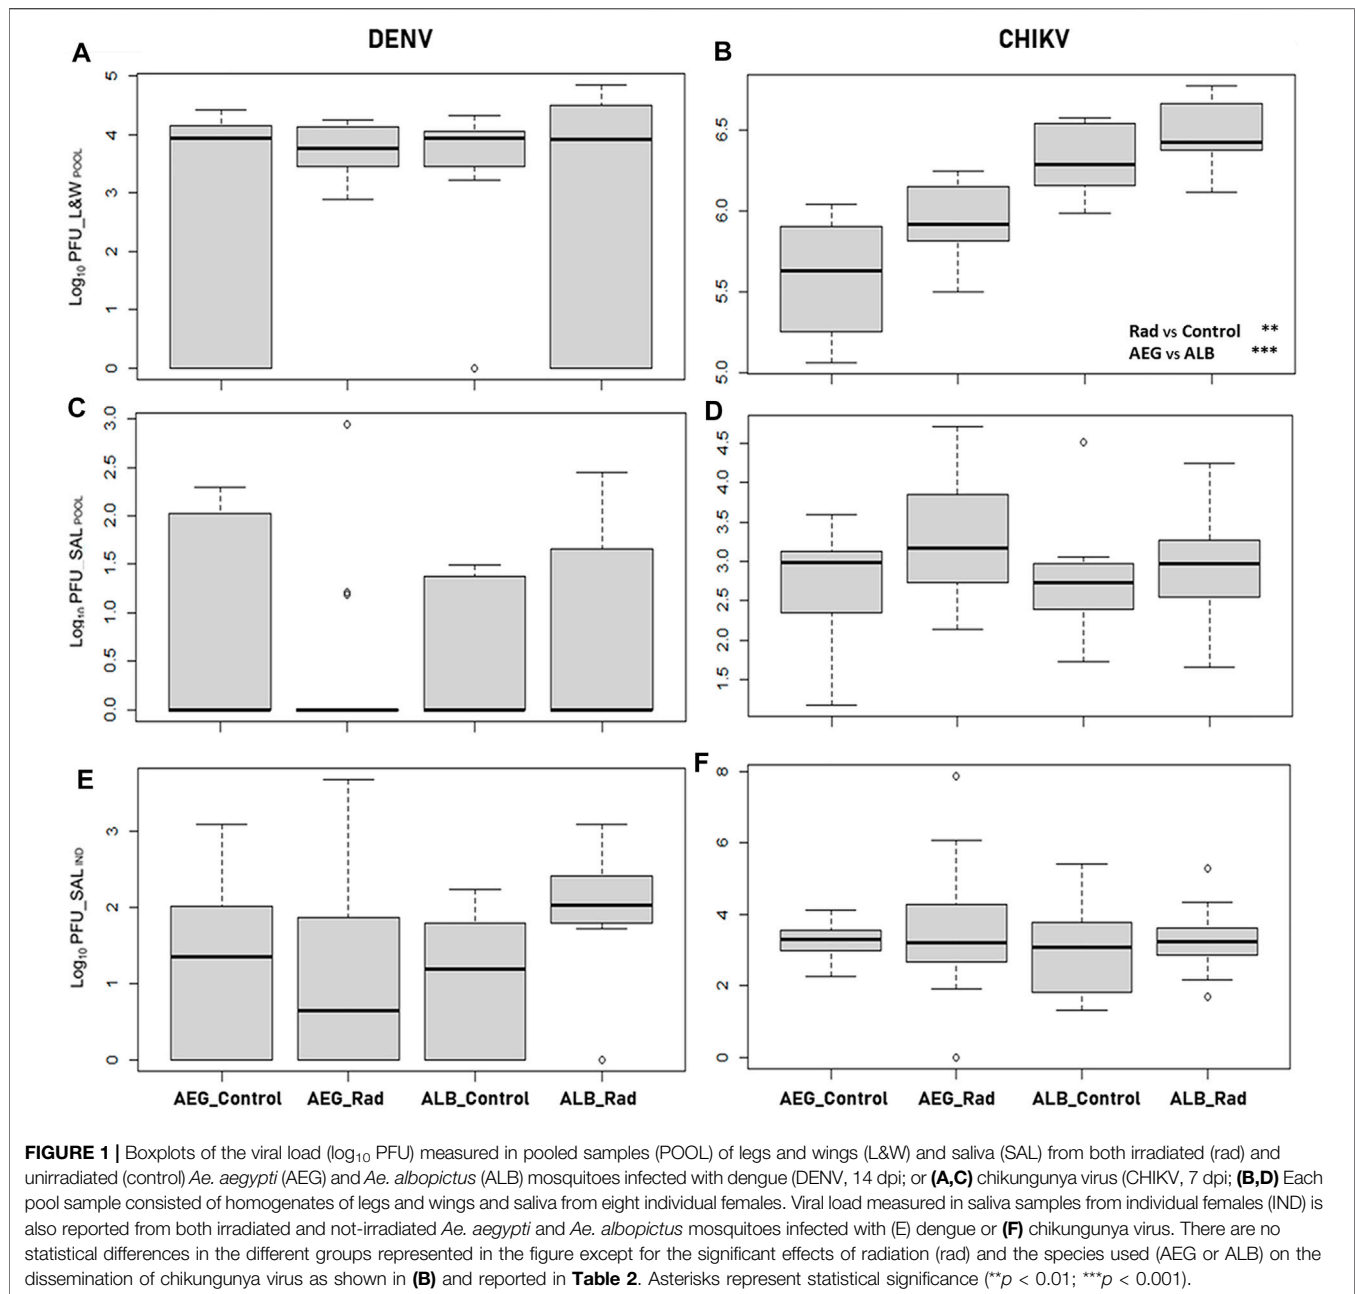 DENV
CHIKV
A
B
5
4
3
2
1
0
Log10 PFU_L&W POOL
6.5
6.0
5.5
5.0
Rad vs Control **
AEG vs ALB ***
C
D
3.0
2.5
2.0
1.5
1.0
0.5
0.0
Log10 PFU_SAL POOL
4.5
4.0
3.5
3.0
2.5
2.0
1.5
E
F
3
2
1
0
Log10 PFU_SAL IND
8
6
4
2
0
AEG_Control AEG_Rad ALB_Control ALB_Rad
AEG_Control AEG_Rad ALB_Control ALB_Rad
FIGURE 1 | Boxplots of the viral load (log10 PFU) measured in pooled samples (POOL) of legs and wings (L&W) and saliva (SAL) from both irradiated (rad) and
unirradiated (control) Ae. aegypti (AEG) and Ae. albopictus (ALB) mosquitoes infected with dengue (DENV, 14 dpi; or (A,C) chikungunya virus (CHIKV, 7 dpi; (B,D) Each
pool sample consisted of homogenates of legs and wings and saliva from eight individual females. Viral load measured in saliva samples from individual females (IND) is
also reported from both irradiated and not-irradiated Ae. aegypti and Ae. albopictus mosquitoes infected with (E) dengue or (F) chikungunya virus. There are no
statistical differences in the different groups represented in the figure except for the significant effects of radiation (rad) and the species used (AEG or ALB) on the
dissemination of chikungunya virus as shown in (B) and reported in Table 2. Asterisks represent statistical significance (**p < 0.01; ***p < 0.001).